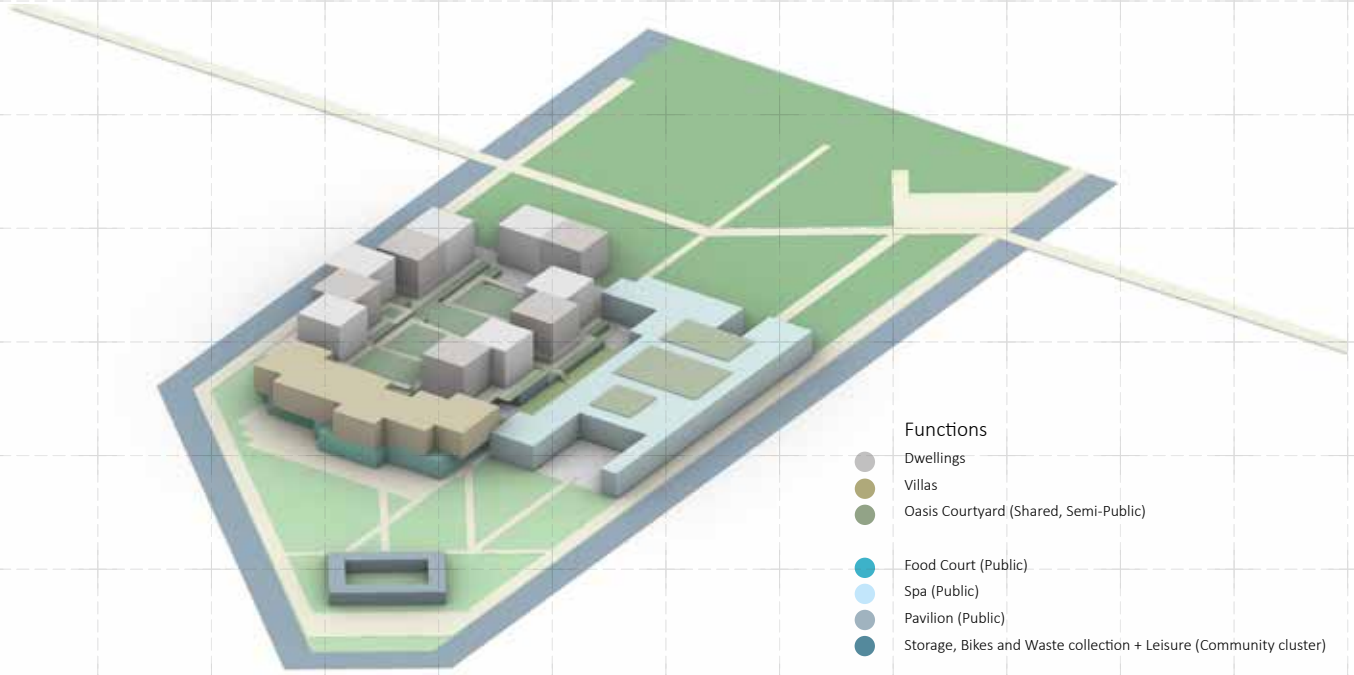 Functions
Dwellings
Villas
Oasis Courtyard (Shared, Semi-Public)
Food Court (Public)
Spa (Public)
Pavilion (Public)
Storage, Bikes and Waste collection + Leisure (Community cluster)